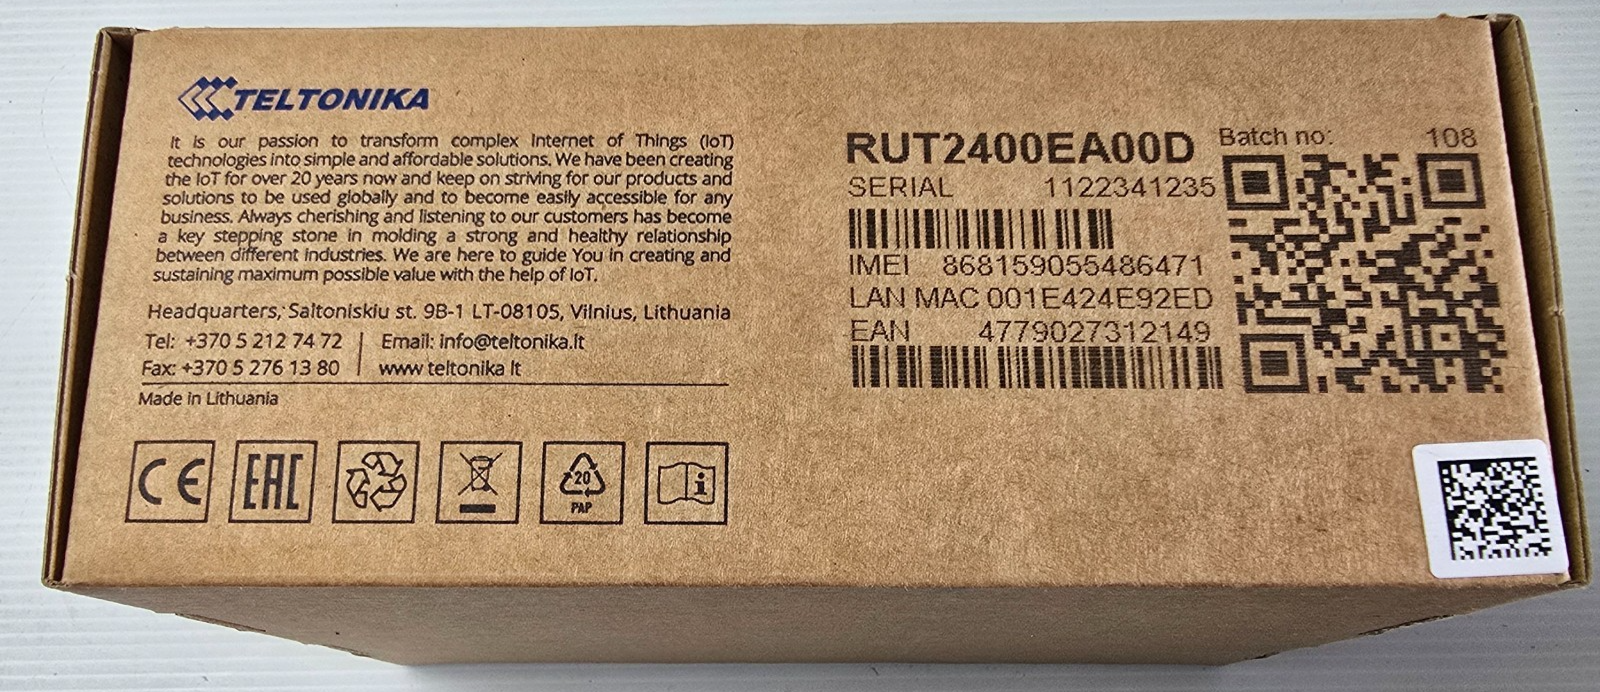 TELTONIKA
It is our passion to transform complex Internet of Things (IoT)
technologies into simple and affordable solutions. We have been creating
the IoT for over 20 years now and keep on striving for our products and
solutions to be used globally and to become easily accessible for any
business. Always cherishing and listening to our customers has become
a key stepping stone in molding a strong and healthy relationship
between different industries. We are here to guide You in creating and
sustaining maximum possible value with the help of IoT.
Headquarters; Saltoniskiu st. 9B-1 LT-08105, Vilnius, Lithuania
Tel: +370 5 212 74 72 | Email: info@teltonika.lt
Fax: +370 5 276 13 80 | www teltonika lt
Made in Lithuania
CE EAC 20 PAP i
RUT2400EA00D Batch no: 108
SERIAL 1122341235
IMEI 868159055486471
LAN MAC 001E424E92ED
EAN 4779027312149